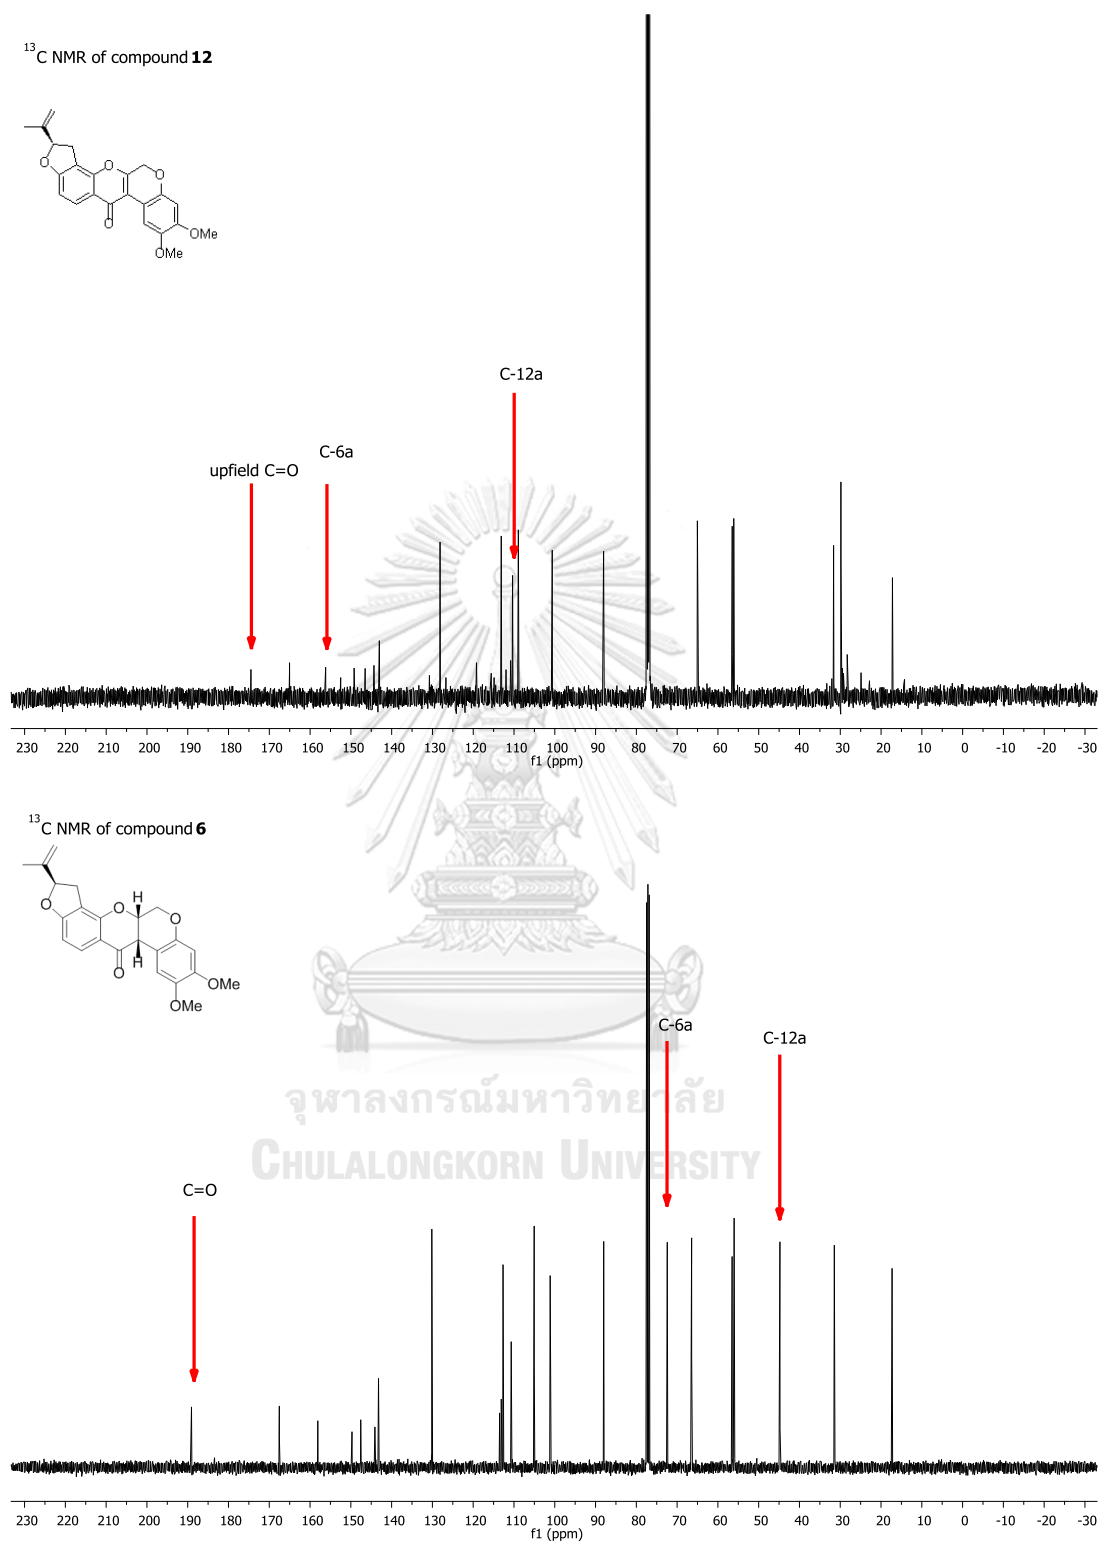 ¹³C NMR of compound 12
O
O
O
O
OMe
OMe
C-12a
C-6a
upfield C=O
230 220 210 200 190 180 170 160 150 140 130 120 110 100 90 80 70 60 50 40 30 20 10 0 -10 -20 -30
f1 (ppm)
¹³C NMR of compound 6
H
O
O
O
H
O
OMe
OMe
C-6a
C-12a
จุฬาลงกรณ์มหาวิทยาลัย
CHULALONGKORN UNIVERSITY
C=O
230 220 210 200 190 180 170 160 150 140 130 120 110 100 90 80 70 60 50 40 30 20 10 0 -10 -20 -30
f1 (ppm)